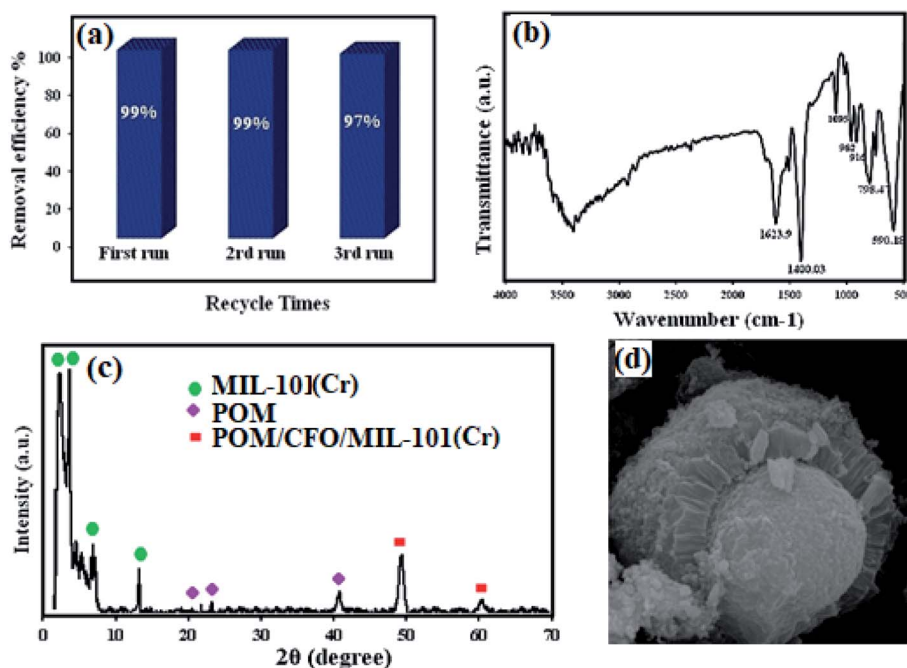 (a)
Removal efficiency %
100
80
60
40
20
0
99%
99%
97%
First run
2rd run
3rd run
Recycle Times
(b)
Transmittance (a.u.)
1095
962
916
798.47
1623.9
590.18
1400.03
4000
3000
2500
2000
1500
1000
500
Wavenumber (cm-1)
(c)
MIL-101(Cr)
POM
POM/CFO/MIL-101(Cr)
Intensity (a.u.)
0
10
20
30
40
50
60
70
2θ (degree)
(d)